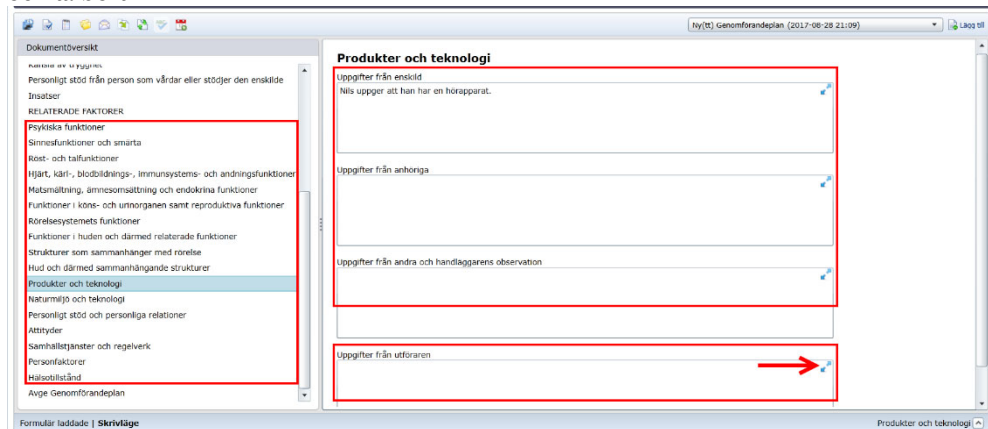 Ny(tt) Genomförandeplan (2017-08-28 21:09)
Lägg till
Dokumentöversikt
Känsla av trygghet
Personligt stöd från person som vårdar eller stödjer den enskilde
Insatser
RELATERADE FAKTORER
Psykiska funktioner
Sinnesfunktioner och smärta
Röst- och talfunktioner
Hjärt, kärl-, blodbildnings-, immunsystems- och andningsfunktioner
Matsmältning, ämnesomsättning och endokrina funktioner
Funktioner i köns- och urinorganen samt reproduktiva funktioner
Rörelsesystemets funktioner
Funktioner i huden och därmed relaterade funktioner
Strukturer som sammanhänger med rörelse
Hud och därmed sammanhängande strukturer
Produkter och teknologi
Naturmiljö och teknologi
Personligt stöd och personliga relationer
Attityder
Samhällstjänster och regelverk
Personfaktorer
Hälsotillstånd
Avge Genomförandeplan
Produkter och teknologi
Uppgifter från enskild
Nils uppger att han har en hörapparat.
Uppgifter från anhöriga
Uppgifter från andra och handläggarens observation
Uppgifter från utföraren
Formulär laddade | Skrivläge
Produkter och teknologi